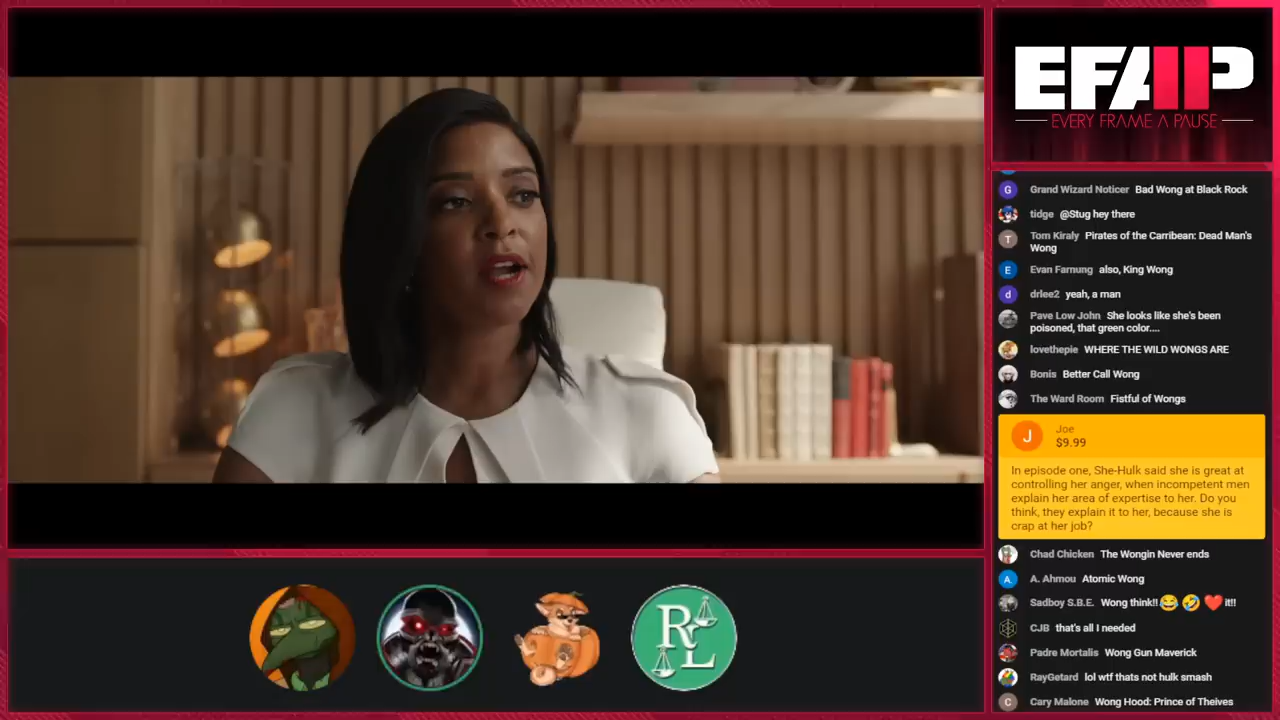 EFAP
EVERY FRAME A PAUSE
G Grand Wizard Noticer Bad Wong at Black Rock
tidge @Stug hey there
T Tom Kiraly Pirates of the Carribean: Dead Man's
Wong
E Evan Farnung also, King Wong
d drlee2 yeah, a man
Pave Low John She looks like she's been
poisoned, that green color....
lovethepie WHERE THE WILD WONGS ARE
Bonis Better Call Wong
The Ward Room Fistful of Wongs
J Joe
$9.99
In episode one, She-Hulk said she is great at
controlling her anger, when incompetent men
explain her area of expertise to her. Do you
think, they explain it to her, because she is
crap at her job?
Chad Chicken The Wongin Never ends
A. A. Ahmou Atomic Wong
Sadboy S.B.E. Wong think!!😂 🤣 ❤️ it!!
CJB that's all I needed
Padre Mortalis Wong Gun Maverick
RayGetard lol wtf thats not hulk smash
C Cary Malone Wong Hood: Prince of Theives
R L